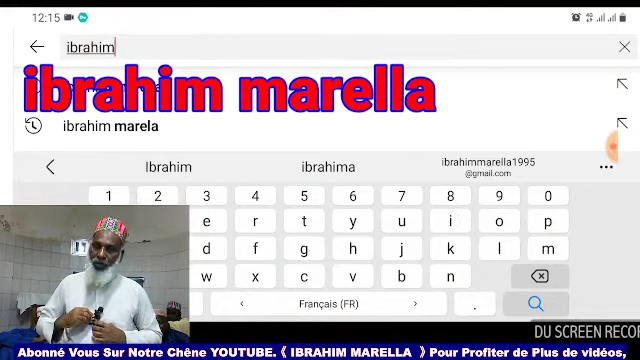 12:15
ibrahim
ibrahim marella
ibrahim marela
Ibrahim ibrahima ibrahimmarella1995
@gmail.com
1 2 3 4 5 6 7 8 9 0
e r t y u i o p
d f g h j k l m
w x c v b n
Français (FR) .
DU SCREEN RECOR
Abonné Vous Sur Notre Chêne YOUTUBE.《 IBRAHIM MARELLA 》Pour Profiter de Plus de vidéos,